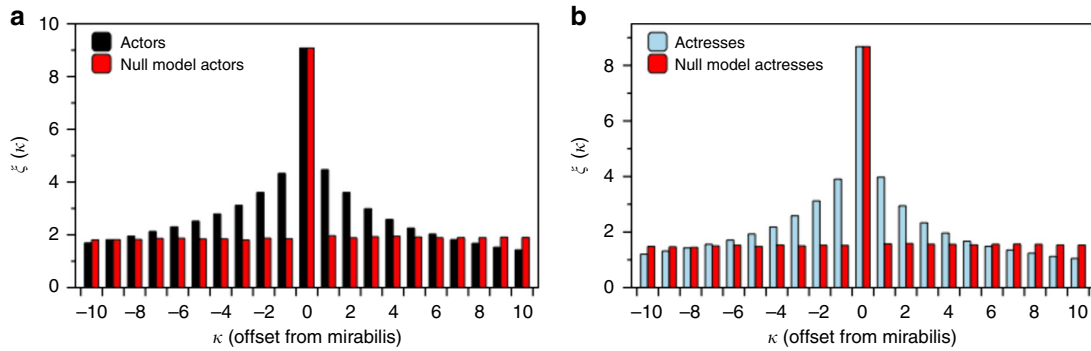 a
10
8
6
4
2
0
ξ (κ)
Actors
Null model actors
−10 −8 −6 −4 −2 0 2 4 6 8 10
κ (offset from mirabilis)
b
8
6
4
2
0
ξ (κ)
Actresses
Null model actresses
−10 −8 −6 −4 −2 0 2 4 6 8 10
κ (offset from mirabilis)